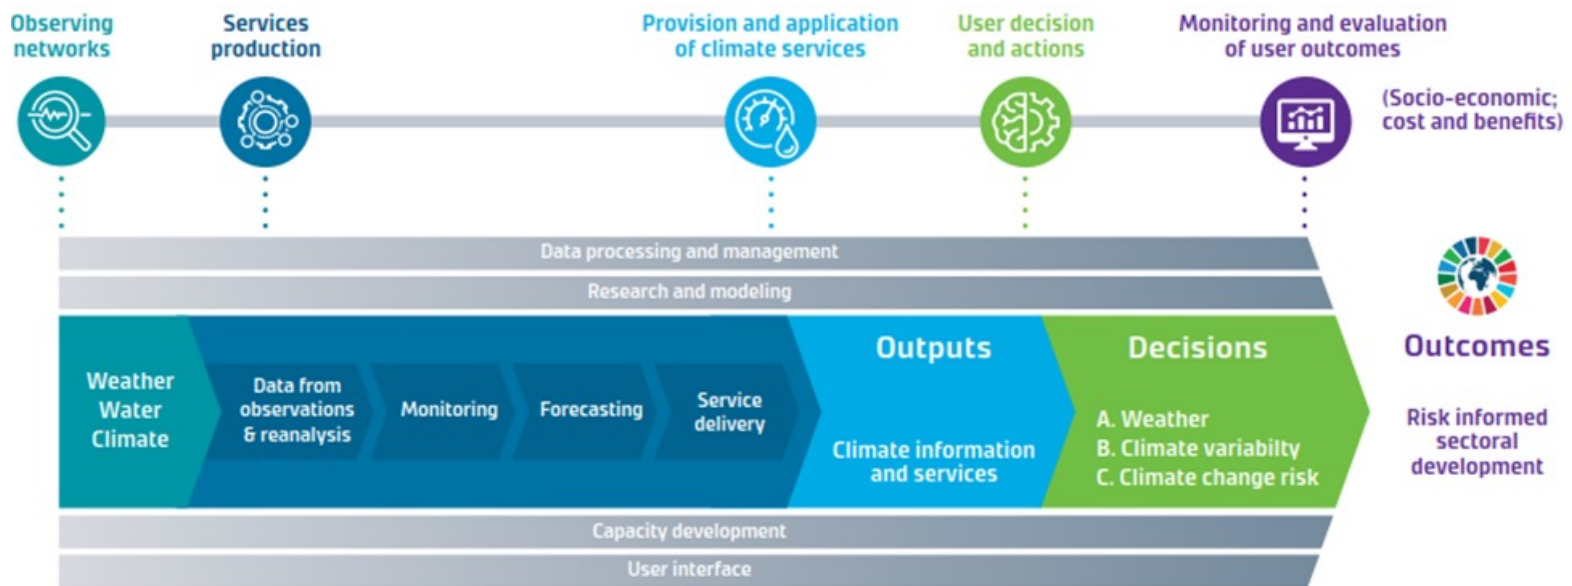 Observing
networks
Services
production
Provision and application
of climate services
User decision
and actions
Monitoring and evaluation
of user outcomes
(Socio-economic;
cost and benefits)
Data processing and management
Research and modeling
Weather
Water
Climate
Data from
observations
& reanalysis
Monitoring
Forecasting
Service
delivery
Outputs
Climate information
and services
Decisions
A. Weather
B. Climate variabilty
C. Climate change risk
Outcomes
Risk informed
sectoral
development
Capacity development
User interface